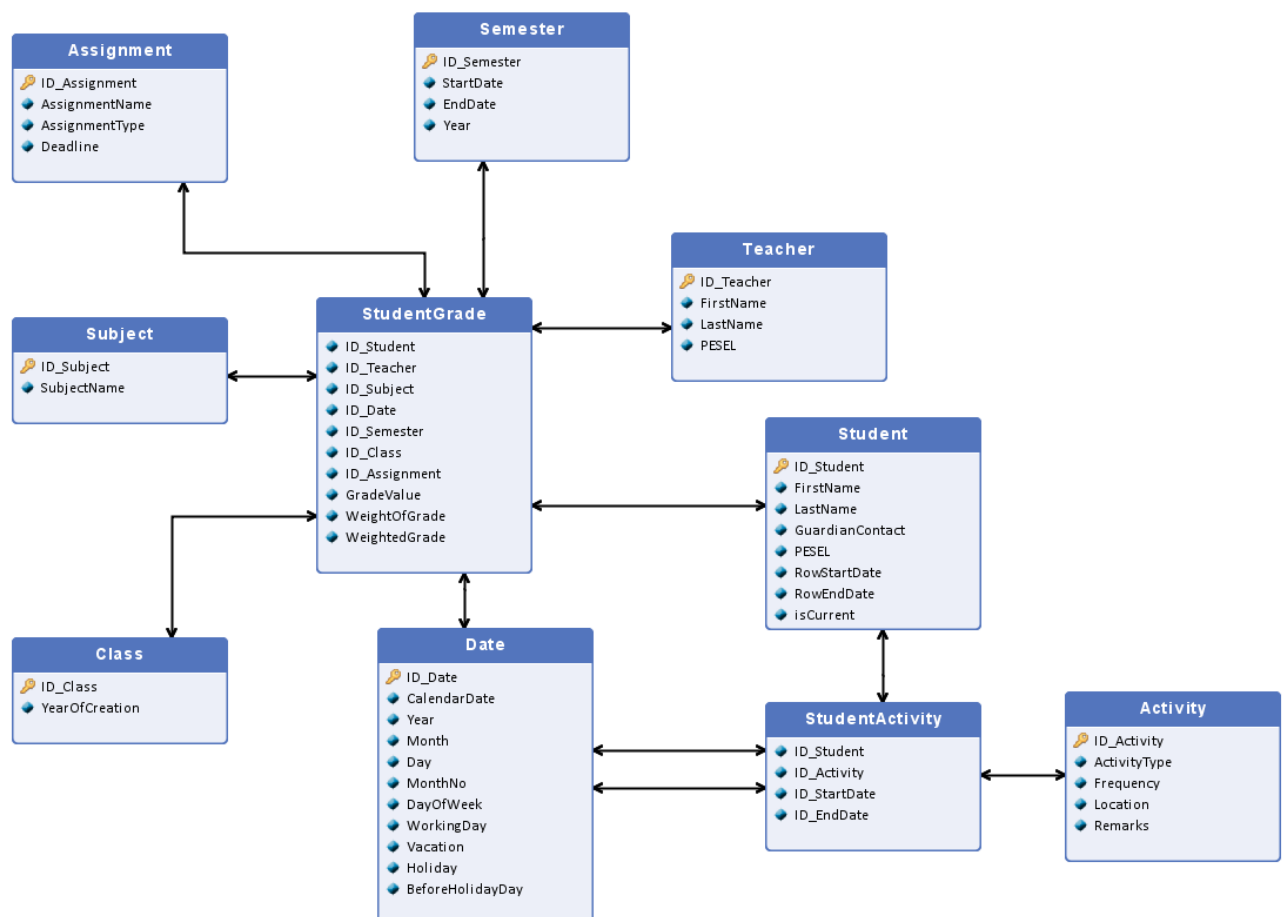 Assignment
ID_Assignment
AssignmentName
AssignmentType
Deadline
Semester
ID_Semester
StartDate
EndDate
Year
Teacher
ID_Teacher
FirstName
LastName
PESEL
Subject
ID_Subject
SubjectName
StudentGrade
ID_Student
ID_Teacher
ID_Subject
ID_Date
ID_Semester
ID_Class
ID_Assignment
GradeValue
WeightOfGrade
WeightedGrade
Student
ID_Student
FirstName
LastName
GuardianContact
PESEL
RowStartDate
RowEndDate
isCurrent
Class
ID_Class
YearOfCreation
Date
ID_Date
CalendarDate
Year
Month
Day
MonthNo
DayOfWeek
WorkingDay
Vacation
Holiday
BeforeHolidayDay
StudentActivity
ID_Student
ID_Activity
ID_StartDate
ID_EndDate
Activity
ID_Activity
ActivityType
Frequency
Location
Remarks